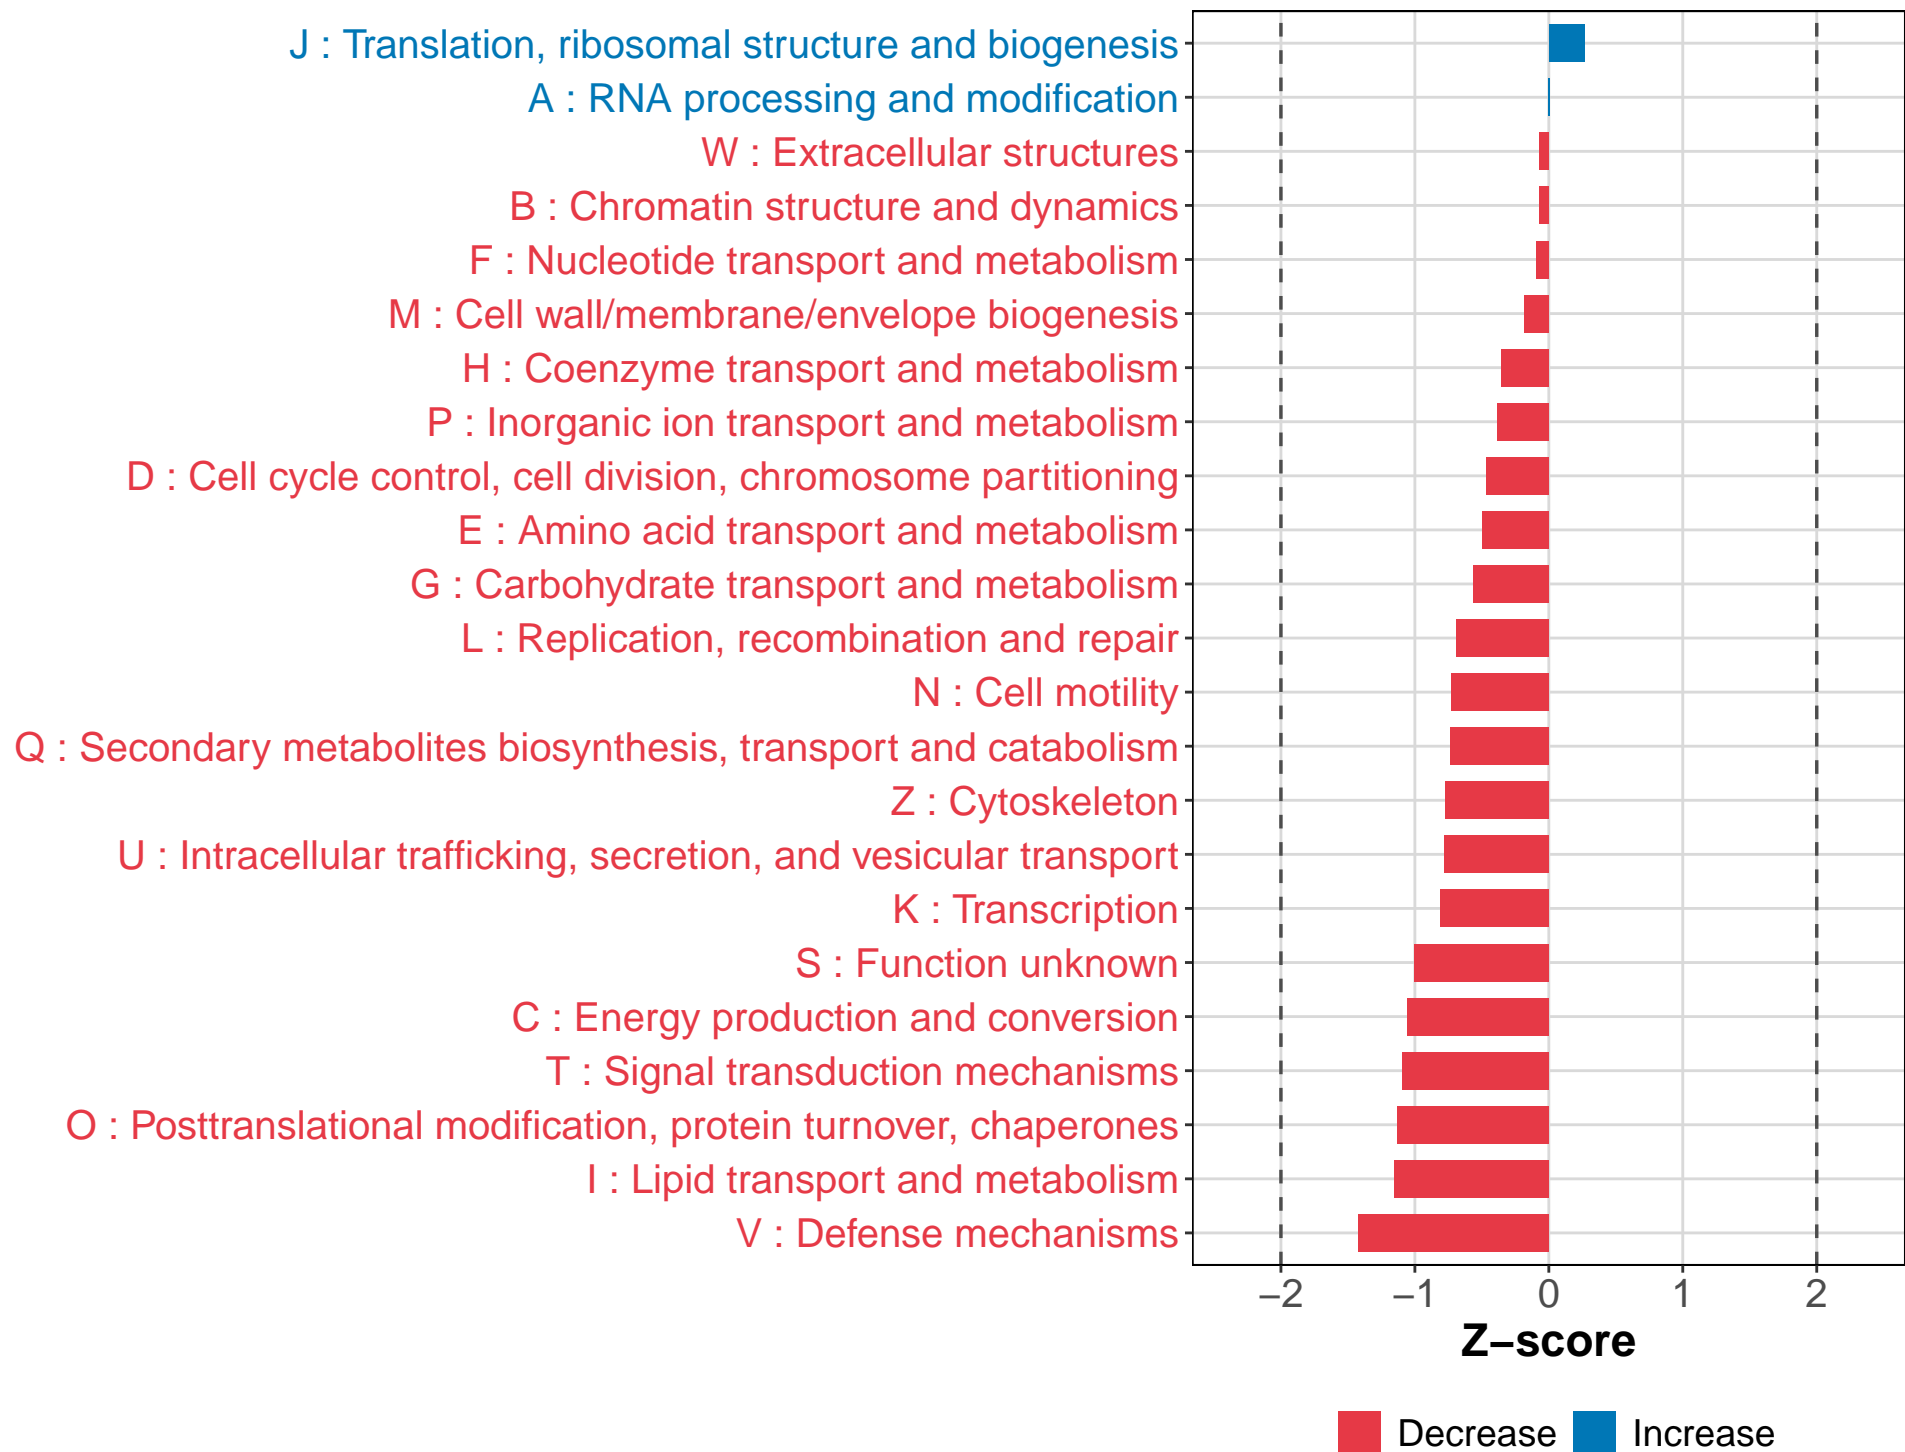 J : Translation, ribosomal structure and biogenesis
A : RNA processing and modification
W : Extracellular structures
B : Chromatin structure and dynamics
F : Nucleotide transport and metabolism
M : Cell wall/membrane/envelope biogenesis
H : Coenzyme transport and metabolism
P : Inorganic ion transport and metabolism
D : Cell cycle control, cell division, chromosome partitioning
E : Amino acid transport and metabolism
G : Carbohydrate transport and metabolism
L : Replication, recombination and repair
N : Cell motility
Q : Secondary metabolites biosynthesis, transport and catabolism
Z : Cytoskeleton
U : Intracellular trafficking, secretion, and vesicular transport
K : Transcription
S : Function unknown
C : Energy production and conversion
T : Signal transduction mechanisms
O : Posttranslational modification, protein turnover, chaperones
I : Lipid transport and metabolism
V : Defense mechanisms
−2 −1 0 1 2
Z−score
Decrease Increase